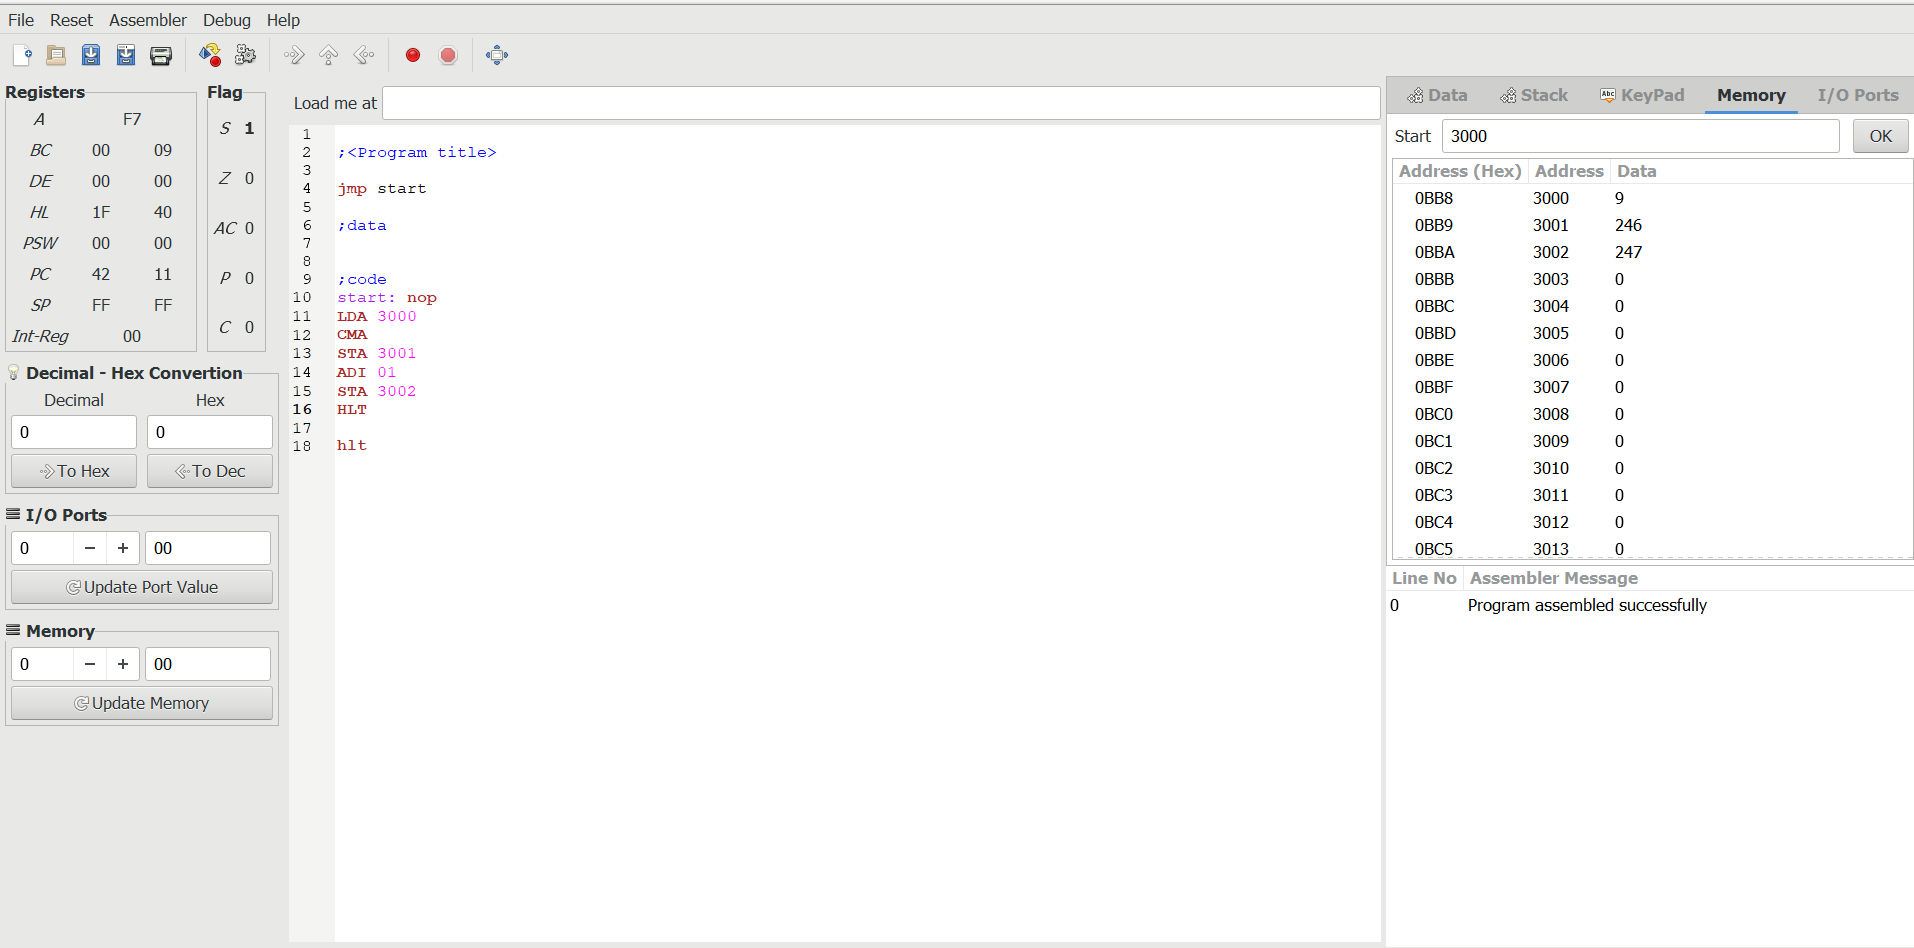 File Reset Assembler Debug Help
Registers
A F7
BC 00 09
DE 00 00
HL 1F 40
PSW 00 00
PC 42 11
SP FF FF
Int-Reg 00
Flag
S 1
Z 0
AC 0
P 0
C 0
Decimal - Hex Convertion
Decimal Hex
0 0
To Hex To Dec
I/O Ports
0 − + 00
Update Port Value
Memory
0 − + 00
Update Memory
Load me at
1
2 ;<Program title>
3
4 jmp start
5
6 ;data
7
8
9 ;code
10 start: nop
11 LDA 3000
12 CMA
13 STA 3001
14 ADI 01
15 STA 3002
16 HLT
17
18 hlt
Data Stack Abc KeyPad Memory I/O Ports
Start 3000 OK
Address (Hex) Address Data
0BB8 3000 9
0BB9 3001 246
0BBA 3002 247
0BBB 3003 0
0BBC 3004 0
0BBD 3005 0
0BBE 3006 0
0BBF 3007 0
0BC0 3008 0
0BC1 3009 0
0BC2 3010 0
0BC3 3011 0
0BC4 3012 0
0BC5 3013 0
Line No Assembler Message
0 Program assembled successfully